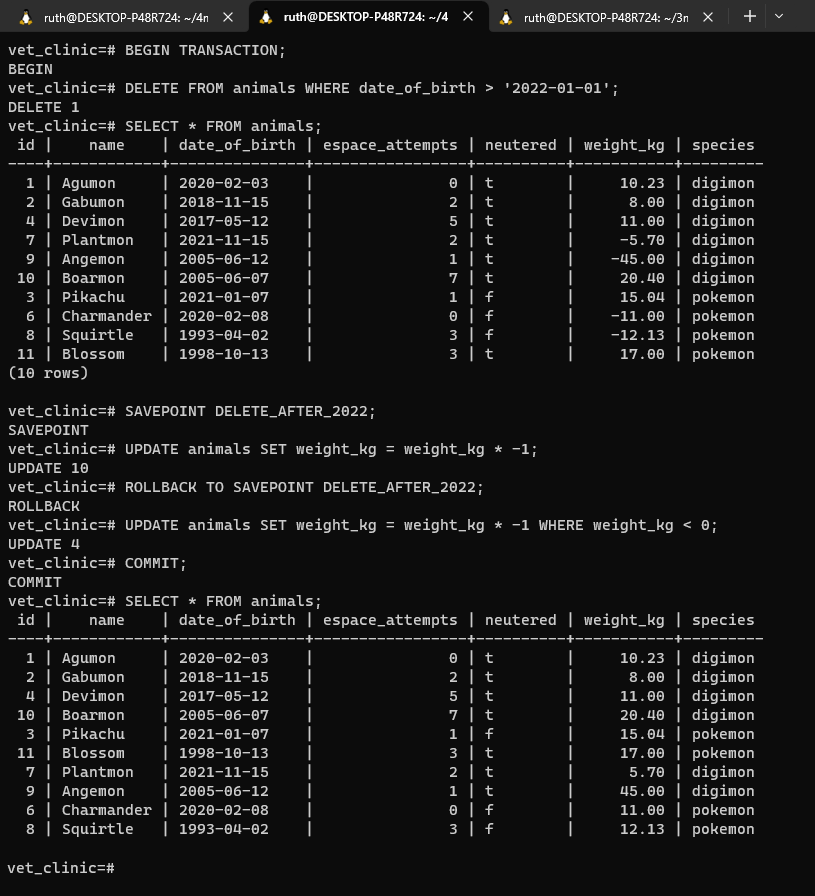 ruth@DESKTOP-P48R724: ~/4n
ruth@DESKTOP-P48R724: ~/4
ruth@DESKTOP-P48R724: ~/3n
vet_clinic=# BEGIN TRANSACTION;
BEGIN
vet_clinic=# DELETE FROM animals WHERE date_of_birth > '2022-01-01';
DELETE 1
vet_clinic=# SELECT * FROM animals;
 id |    name    | date_of_birth | espace_attempts | neutered | weight_kg | species
----+------------+---------------+-----------------+----------+-----------+---------
  1 | Agumon     | 2020-02-03    |               0 | t        |     10.23 | digimon
  2 | Gabumon    | 2018-11-15    |               2 | t        |      8.00 | digimon
  4 | Devimon    | 2017-05-12    |               5 | t        |     11.00 | digimon
  7 | Plantmon   | 2021-11-15    |               2 | t        |     -5.70 | digimon
  9 | Angemon    | 2005-06-12    |               1 | t        |    -45.00 | digimon
 10 | Boarmon    | 2005-06-07    |               7 | t        |     20.40 | digimon
  3 | Pikachu    | 2021-01-07    |               1 | f        |     15.04 | pokemon
  6 | Charmander | 2020-02-08    |               0 | f        |    -11.00 | pokemon
  8 | Squirtle   | 1993-04-02    |               3 | f        |    -12.13 | pokemon
 11 | Blossom    | 1998-10-13    |               3 | t        |     17.00 | pokemon
(10 rows)
vet_clinic=# SAVEPOINT DELETE_AFTER_2022;
SAVEPOINT
vet_clinic=# UPDATE animals SET weight_kg = weight_kg * -1;
UPDATE 10
vet_clinic=# ROLLBACK TO SAVEPOINT DELETE_AFTER_2022;
ROLLBACK
vet_clinic=# UPDATE animals SET weight_kg = weight_kg * -1 WHERE weight_kg < 0;
UPDATE 4
vet_clinic=# COMMIT;
COMMIT
vet_clinic=# SELECT * FROM animals;
 id |    name    | date_of_birth | espace_attempts | neutered | weight_kg | species
----+------------+---------------+-----------------+----------+-----------+---------
  1 | Agumon     | 2020-02-03    |               0 | t        |     10.23 | digimon
  2 | Gabumon    | 2018-11-15    |               2 | t        |      8.00 | digimon
  4 | Devimon    | 2017-05-12    |               5 | t        |     11.00 | digimon
 10 | Boarmon    | 2005-06-07    |               7 | t        |     20.40 | digimon
  3 | Pikachu    | 2021-01-07    |               1 | f        |     15.04 | pokemon
 11 | Blossom    | 1998-10-13    |               3 | t        |     17.00 | pokemon
  7 | Plantmon   | 2021-11-15    |               2 | t        |      5.70 | digimon
  9 | Angemon    | 2005-06-12    |               1 | t        |     45.00 | digimon
  6 | Charmander | 2020-02-08    |               0 | f        |     11.00 | pokemon
  8 | Squirtle   | 1993-04-02    |               3 | f        |     12.13 | pokemon
vet_clinic=#